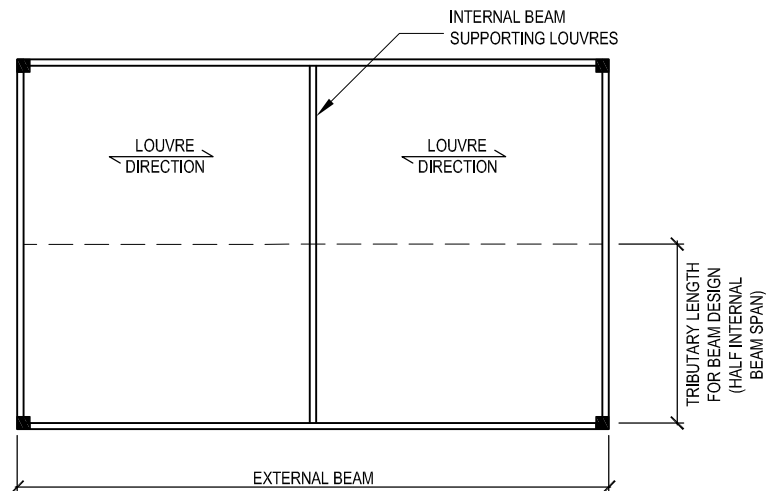 INTERNAL BEAM
SUPPORTING LOUVRES
LOUVRE
DIRECTION
LOUVRE
DIRECTION
TRIBUTARY LENGTH
FOR BEAM DESIGN
(HALF INTERNAL
BEAM SPAN)
EXTERNAL BEAM